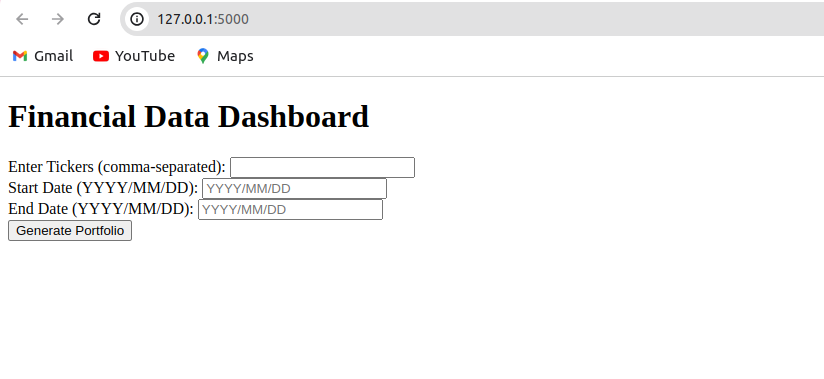 127.0.0.1:5000
Gmail YouTube Maps
Financial Data Dashboard
Enter Tickers (comma-separated):
Start Date (YYYY/MM/DD): YYYY/MM/DD
End Date (YYYY/MM/DD): YYYY/MM/DD
Generate Portfolio